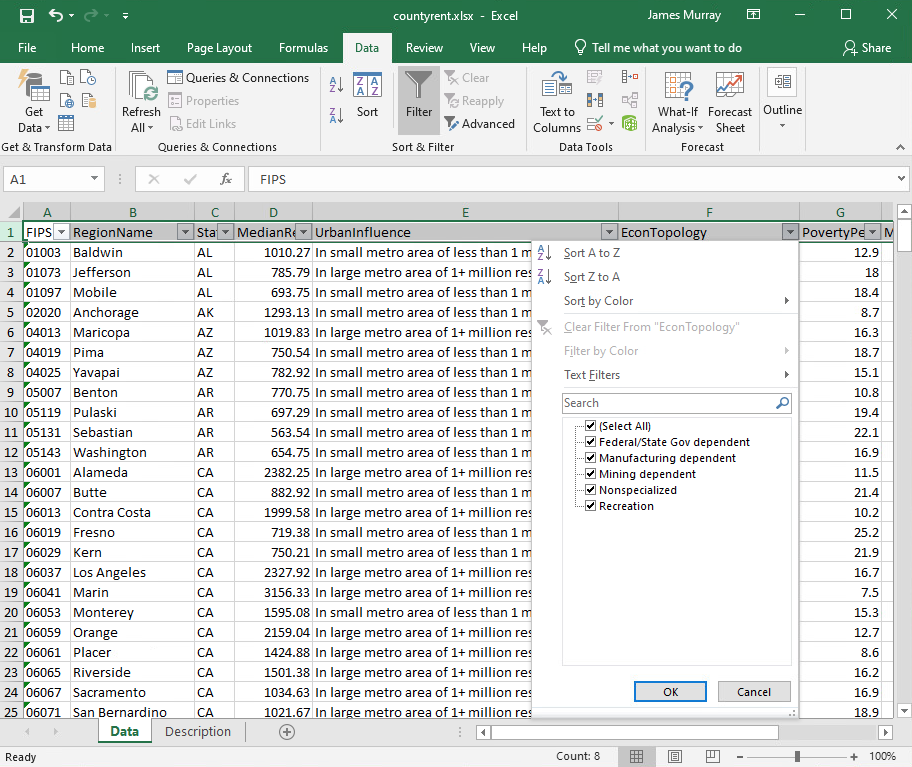 countyrent.xlsx - Excel
James Murray
File Home Insert Page Layout Formulas Data Review View Help Tell me what you want to do Share
Get Data
Refresh All
Queries & Connections
Properties
Edit Links
Sort
Filter
Clear
Reapply
Advanced
Text to Columns
What-If Analysis
Forecast Sheet
Outline
Get & Transform Data Queries & Connections Sort & Filter Data Tools Forecast
A1 fx FIPS
A B C D E F G
1 FIPS RegionName Sta MedianRe UrbanInfluence EconTopology PovertyPe M
2 01003 Baldwin AL 1010.27 In small metro area of less than 1 m 12.9
3 01073 Jefferson AL 785.79 In large metro area of 1+ million res 18
4 01097 Mobile AL 693.75 In small metro area of less than 1 m 18.4
5 02020 Anchorage AK 1293.13 In small metro area of less than 1 m 8.7
6 04013 Maricopa AZ 1019.83 In large metro area of 1+ million res 16.3
7 04019 Pima AZ 750.54 In small metro area of less than 1 m 18.7
8 04025 Yavapai AZ 782.92 In small metro area of less than 1 m 15.1
9 05007 Benton AR 770.75 In small metro area of less than 1 m 10.8
10 05119 Pulaski AR 697.29 In small metro area of less than 1 m 19.4
11 05131 Sebastian AR 563.54 In small metro area of less than 1 m 22.1
12 05143 Washington AR 654.75 In small metro area of less than 1 m 16.9
13 06001 Alameda CA 2382.25 In large metro area of 1+ million res 11.5
14 06007 Butte CA 882.92 In small metro area of less than 1 m 21.4
15 06013 Contra Costa CA 1999.58 In large metro area of 1+ million res 10.2
16 06019 Fresno CA 719.38 In small metro area of less than 1 m 25.2
17 06029 Kern CA 750.21 In small metro area of less than 1 m 21.9
18 06037 Los Angeles CA 2327.92 In large metro area of 1+ million res 16.7
19 06041 Marin CA 3156.33 In large metro area of 1+ million res 7.5
20 06053 Monterey CA 1595.08 In small metro area of less than 1 m 15.3
21 06059 Orange CA 2159.04 In large metro area of 1+ million res 12.7
22 06061 Placer CA 1424.88 In large metro area of 1+ million res 8.6
23 06065 Riverside CA 1501.38 In large metro area of 1+ million res 16.2
24 06067 Sacramento CA 1034.63 In large metro area of 1+ million res 16.9
25 06071 San Bernardino CA 1021.67 In large metro area of 1+ million res 18.9
Sort A to Z
Sort Z to A
Sort by Color
Clear Filter From "EconTopology"
Filter by Color
Text Filters
Search
(Select All)
Federal/State Gov dependent
Manufacturing dependent
Mining dependent
Nonspecialized
Recreation
OK Cancel
Data Description
Ready Count: 8 100%